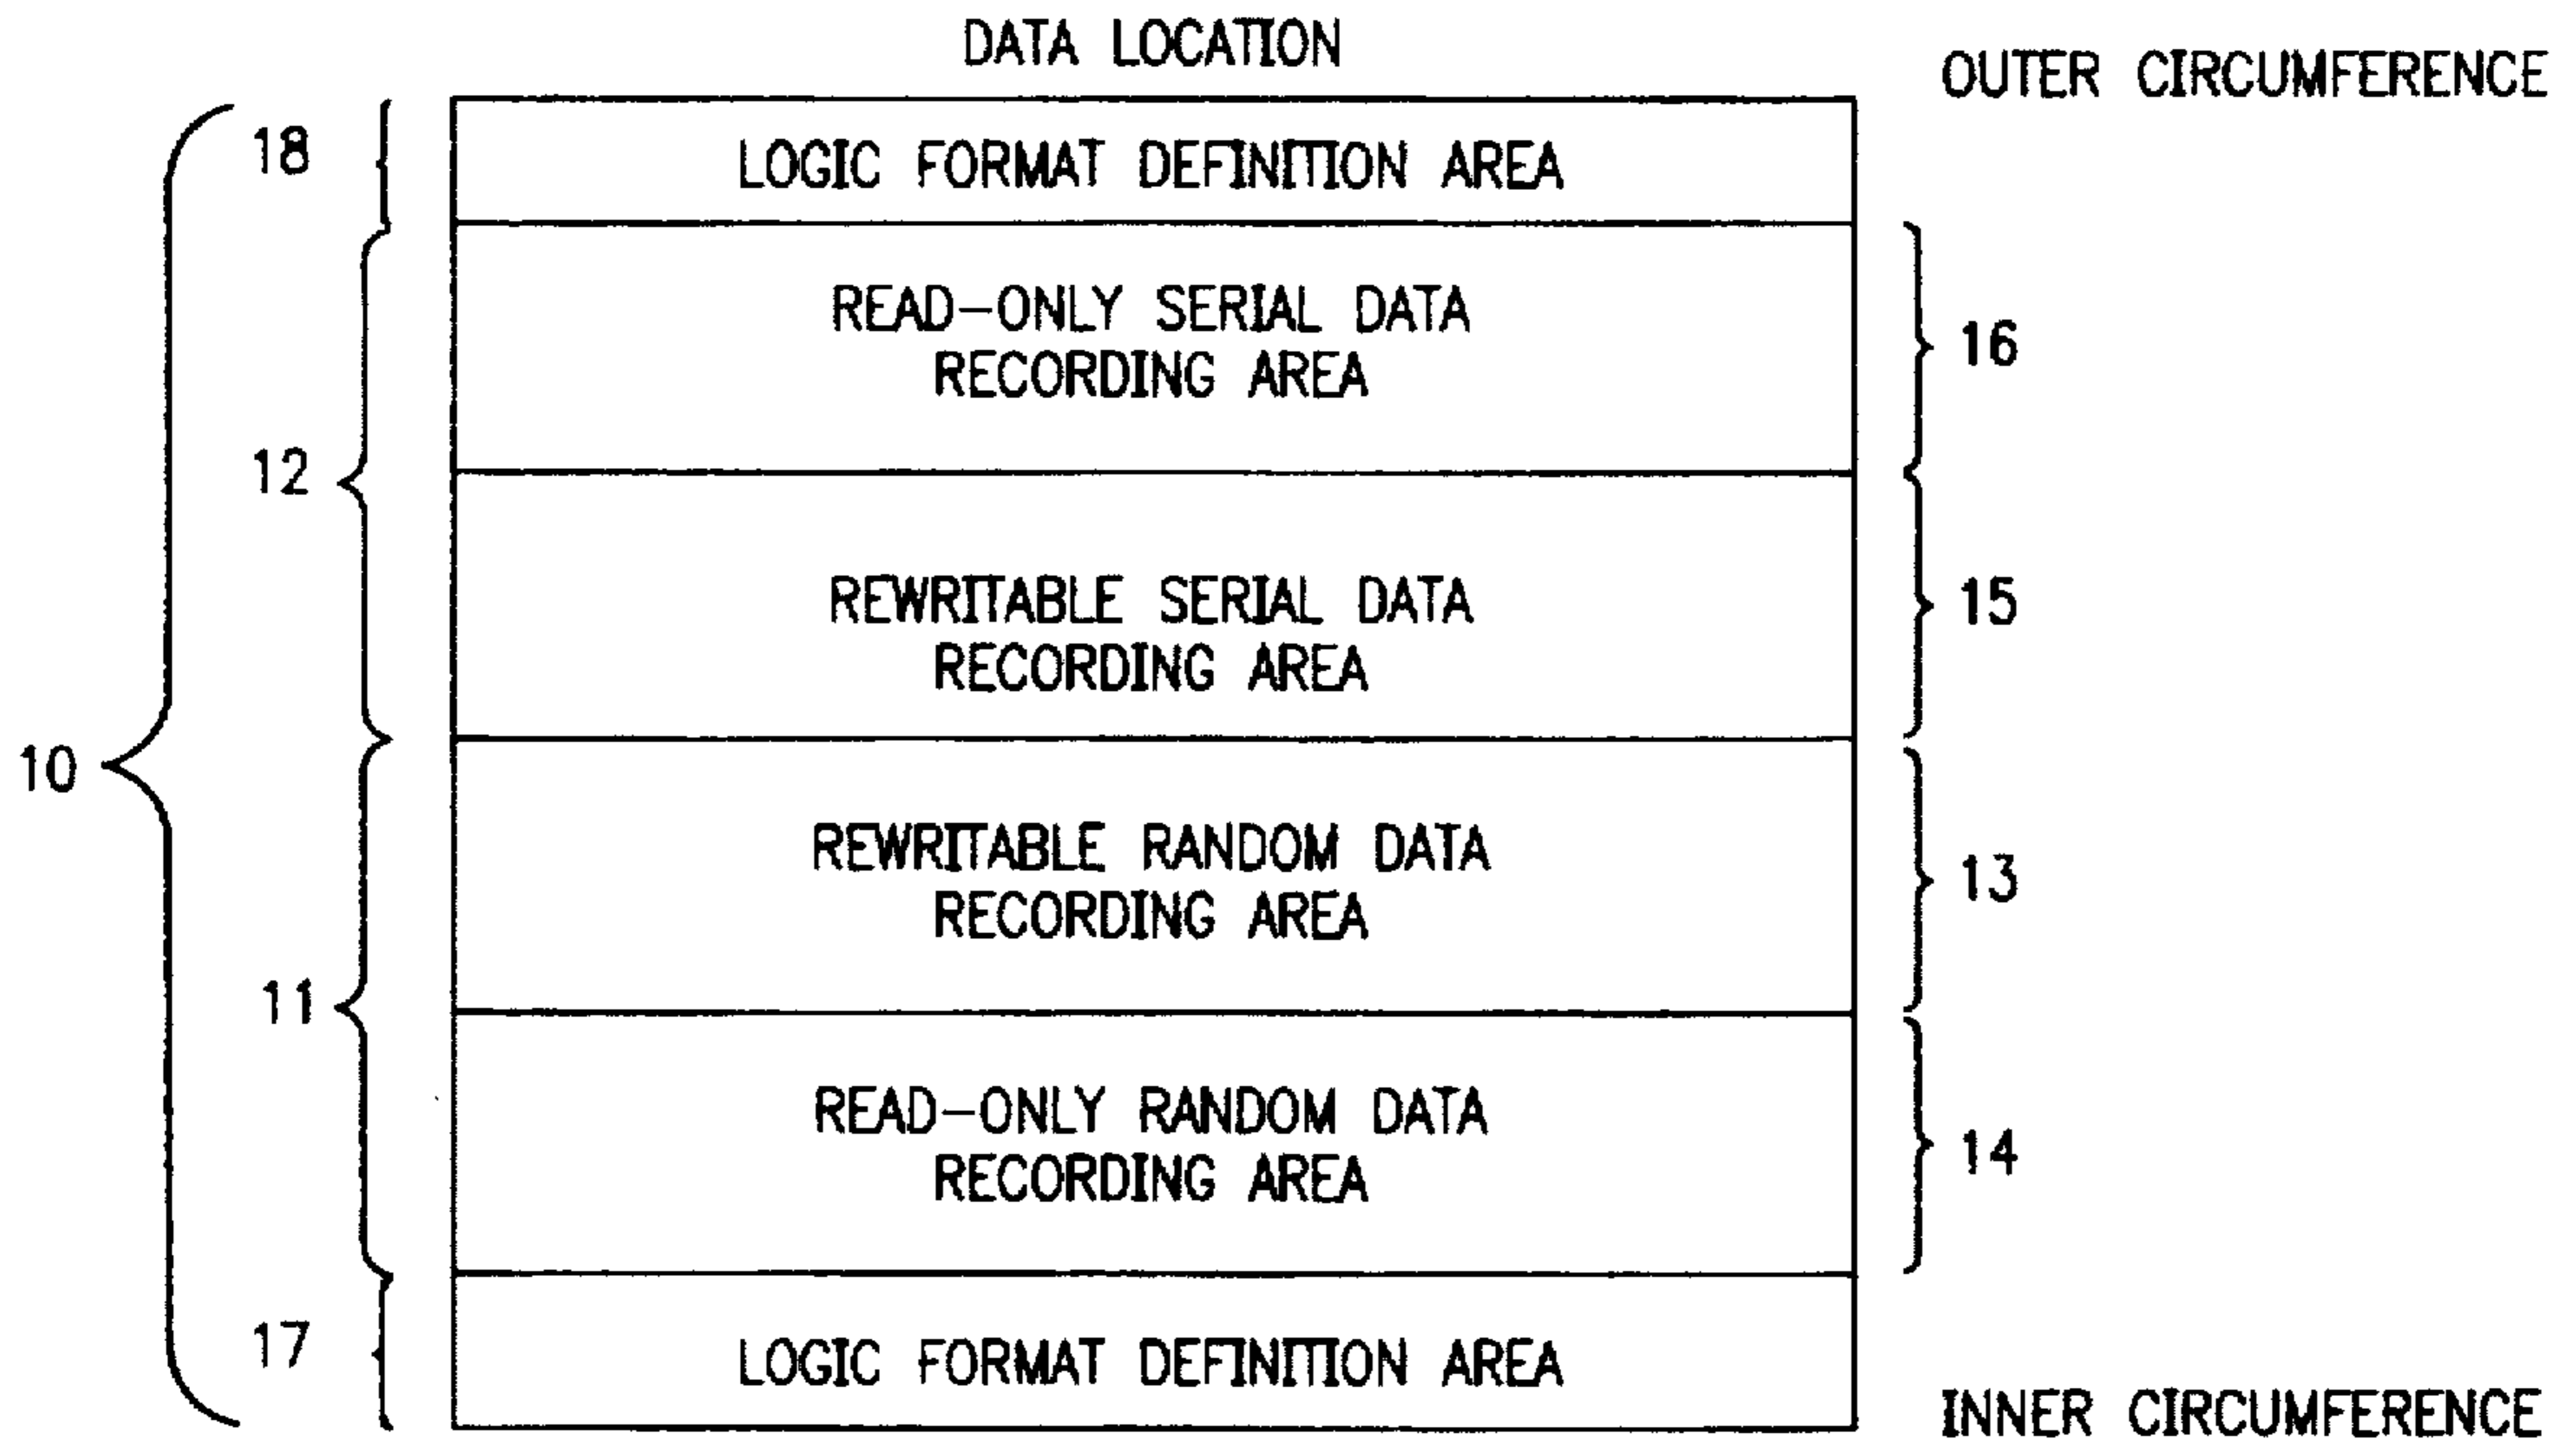 DATA LOCATION
OUTER CIRCUMFERENCE
18
LOGIC FORMAT DEFINITION AREA
READ-ONLY SERIAL DATA
RECORDING AREA
16
12
REWRITABLE SERIAL DATA
RECORDING AREA
15
10
REWRITABLE RANDOM DATA
RECORDING AREA
13
11
READ-ONLY RANDOM DATA
RECORDING AREA
14
17
LOGIC FORMAT DEFINITION AREA
INNER CIRCUMFERENCE